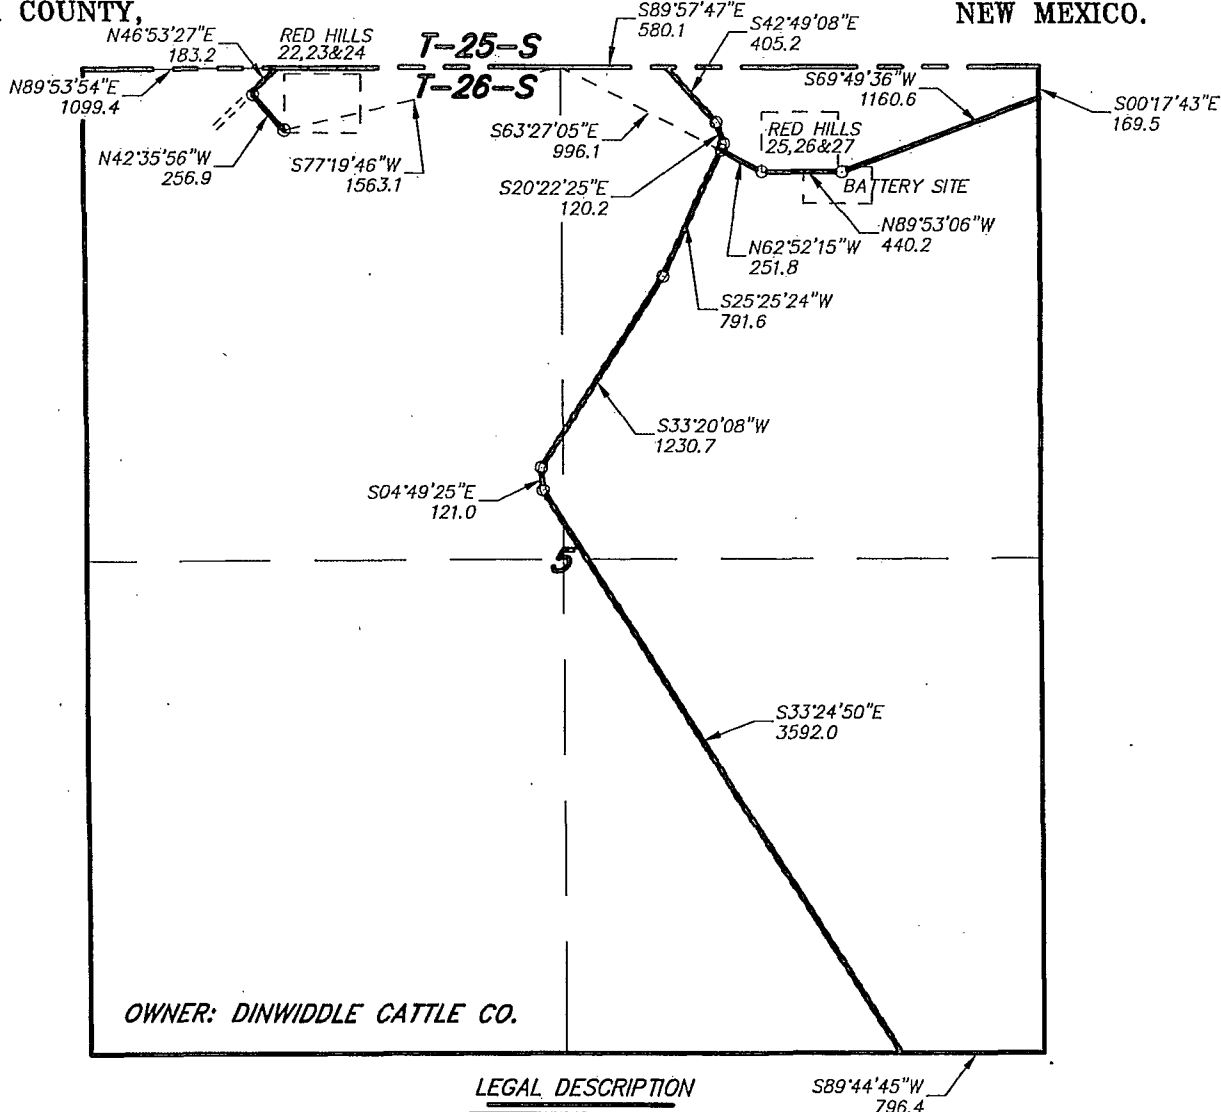 COUNTY,
NEW MEXICO.
S89°57'47"E
580.1
S42°49'08"E
405.2
N46°53'27"E
183.2
RED HILLS
22,23&24
T-25-S
T-26-S
N89°53'54"E
1099.4
S69°49'36"W
1160.6
S00°17'43"E
169.5
S63°27'05"E
996.1
RED HILLS
25,26&27
N42°35'56"W
256.9
S77°19'46"W
1563.1
S20°22'25"E
120.2
BATTERY SITE
N89°53'06"W
440.2
N62°52'15"W
251.8
S25°25'24"W
791.6
S33°20'08"W
1230.7
S04°49'25"E
121.0
5
S33°24'50"E
3592.0
OWNER: DINWIDDLE CATTLE CO.
LEGAL DESCRIPTION
S89°44'45"W
796.4